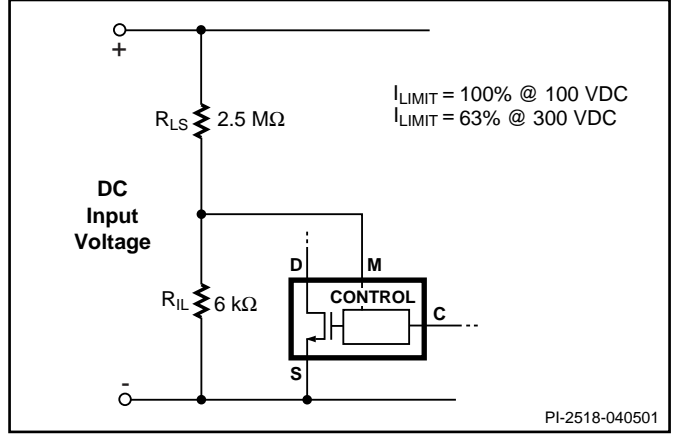 +
I_LIMIT = 100% @ 100 VDC
I_LIMIT = 63% @ 300 VDC
R_LS 2.5 MΩ
DC
Input
Voltage
D M
CONTROL
R_IL 6 kΩ
C
S
-
PI-2518-040501